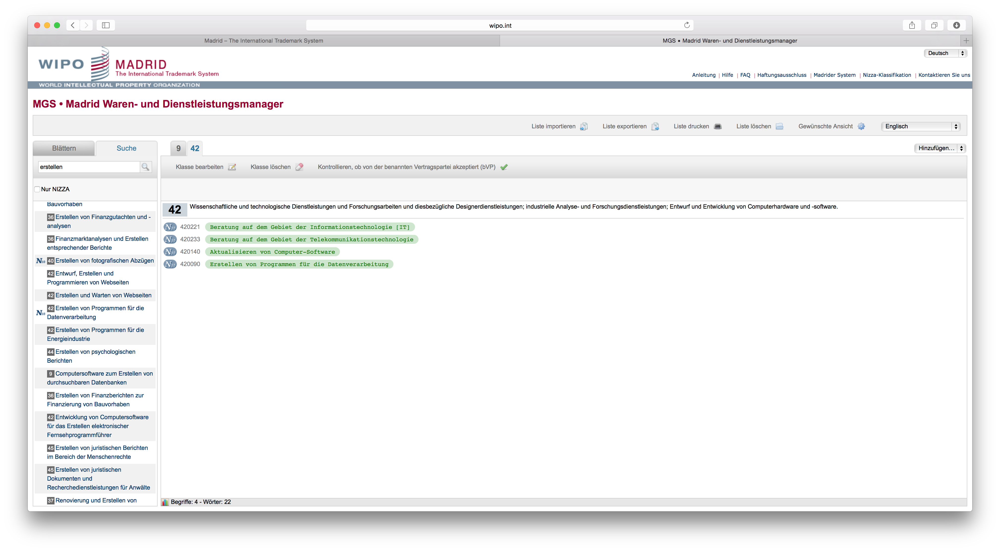 wipo.int
Madrid – The International Trademark System
MGS • Madrid Waren- und Dienstleistungsmanager
Deutsch
WIPO
MADRID
The International Trademark System
Anleitung | Hilfe | FAQ | Haftungsausschluss | Madrider System | Nizza-Klassifikation | Kontaktieren Sie uns
WORLD INTELLECTUAL PROPERTY ORGANIZATION
MGS • Madrid Waren- und Dienstleistungsmanager
Liste importieren
Liste exportieren
Liste drucken
Liste löschen
Gewünschte Ansicht
Englisch
Blättern
Suche
9
42
Hinzufügen...
erstellen
Klasse bearbeiten
Klasse löschen
Kontrollieren, ob von der benannten Vertragspartei akzeptiert (bVP)
Nur NIZZA
Bauvorhaben
36 Erstellen von Finanzgutachten und -
analysen
36 Finanzmarktanalysen und Erstellen
entsprechender Berichte
N10 40 Erstellen von fotografischen Abzügen
42 Entwurf, Erstellen und
Programmieren von Webseiten
42 Erstellen und Warten von Webseiten
N10 42 Erstellen von Programmen für die
Datenverarbeitung
42 Erstellen von Programmen für die
Energieindustrie
44 Erstellen von psychologischen
Berichten
9 Computersoftware zum Erstellen von
durchsuchbaren Datenbanken
36 Erstellen von Finanzberichten zur
Finanzierung von Bauvorhaben
42 Entwicklung von Computersoftware
für das Erstellen elektronischer
Fernsehprogrammführer
45 Erstellen von juristischen Berichten
im Bereich der Menschenrechte
45 Erstellen von juristischen
Dokumenten und
Recherchedienstleistungen für Anwälte
37 Renovierung und Erstellen von
42 Wissenschaftliche und technologische Dienstleistungen und Forschungsarbeiten und diesbezügliche Designerdienstleistungen; industrielle Analyse- und Forschungsdienstleistungen; Entwurf und Entwicklung von Computerhardware und -software.
N10 420221 Beratung auf dem Gebiet der Informationstechnologie [IT]
N10 420233 Beratung auf dem Gebiet der Telekommunikationstechnologie
N10 420140 Aktualisieren von Computer-Software
N10 420090 Erstellen von Programmen für die Datenverarbeitung
Begriffe: 4 - Wörter: 22